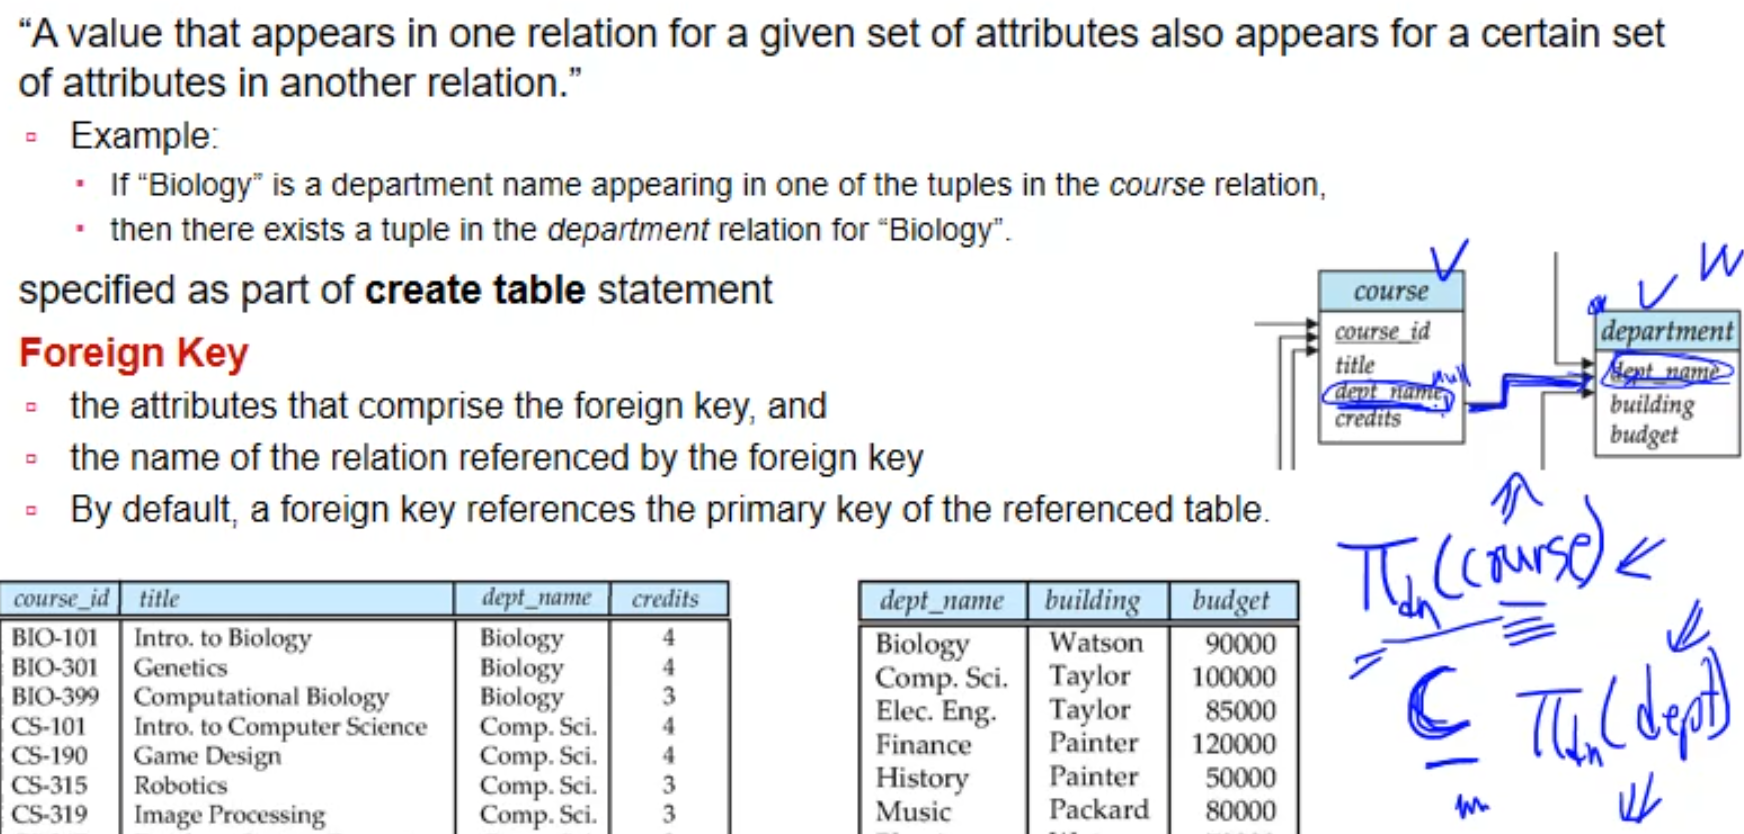 “A value that appears in one relation for a given set of attributes also appears for a certain set
of attributes in another relation.”
Example:
If “Biology” is a department name appearing in one of the tuples in the course relation,
then there exists a tuple in the department relation for “Biology”.
specified as part of create table statement
Foreign Key
the attributes that comprise the foreign key, and
the name of the relation referenced by the foreign key
By default, a foreign key references the primary key of the referenced table.
course
course_id
title
dept_name
null
credits
department
dept_name
building
budget
π dn (course)
⊆
π dn (dept)
course_id title dept_name credits
BIO-101 Intro. to Biology Biology 4
BIO-301 Genetics Biology 4
BIO-399 Computational Biology Biology 3
CS-101 Intro. to Computer Science Comp. Sci. 4
CS-190 Game Design Comp. Sci. 4
CS-315 Robotics Comp. Sci. 3
CS-319 Image Processing Comp. Sci. 3
dept_name building budget
Biology Watson 90000
Comp. Sci. Taylor 100000
Elec. Eng. Taylor 85000
Finance Painter 120000
History Painter 50000
Music Packard 80000